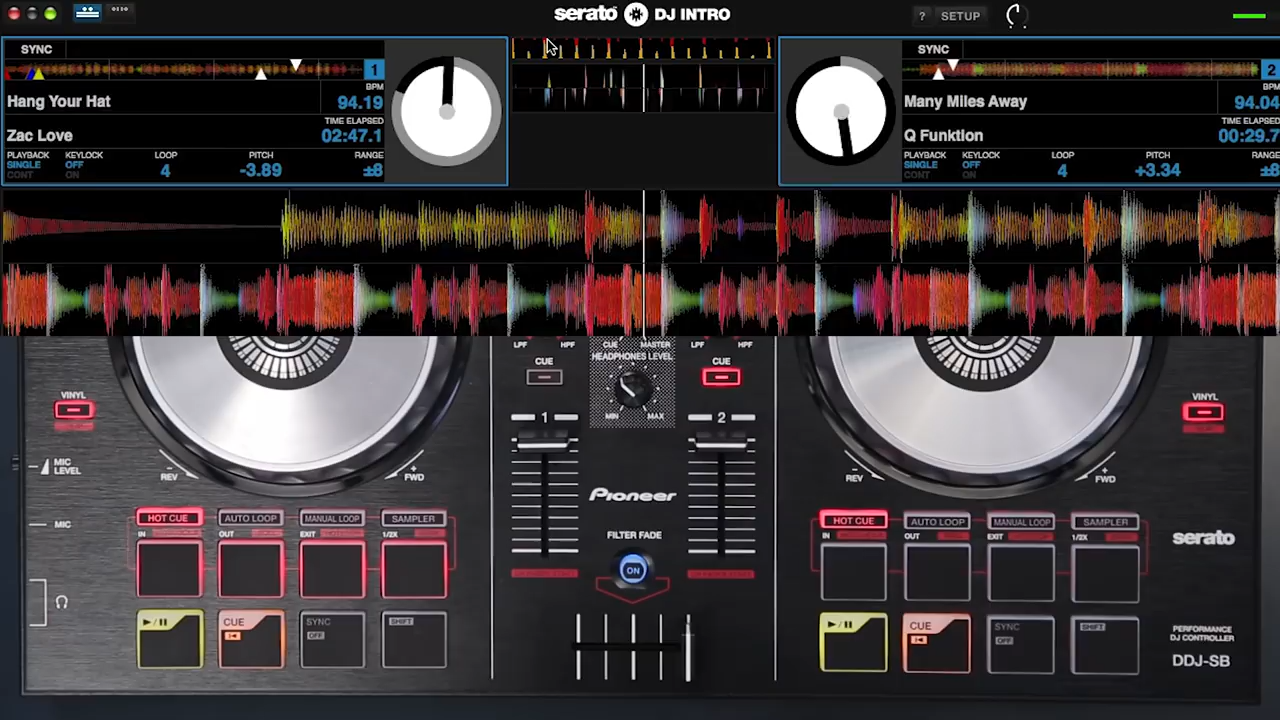 serato DJ INTRO
? SETUP
SYNC
1
BPM
Hang Your Hat 94.19
TIME ELAPSED
Zac Love 02:47.1
PLAYBACK KEYLOCK LOOP PITCH RANGE
SINGLE OFF 4 -3.89 ±8
CONT ON
SYNC
2
BPM
Many Miles Away 94.04
TIME ELAPSED
Q Funktion 00:29.7
PLAYBACK KEYLOCK LOOP PITCH RANGE
SINGLE OFF 4 +3.34 ±8
CONT ON
LPF HPF CUE MASTER LPF HPF
HEADPHONES LEVEL
CUE CUE
MIN MAX
VINYL VINYL
1 2
MIC
LEVEL
- REV + FWD
- REV + FWD
Pioneer
MIC
HOT CUE AUTO LOOP MANUAL LOOP SAMPLER
IN OUT EXIT 1/2X
FILTER FADE
ON
HOT CUE AUTO LOOP MANUAL LOOP SAMPLER
IN OUT EXIT 1/2X
serato
CUE SYNC SHIFT
OFF
CUE SYNC SHIFT
OFF
PERFORMANCE
DJ CONTROLLER
DDJ-SB